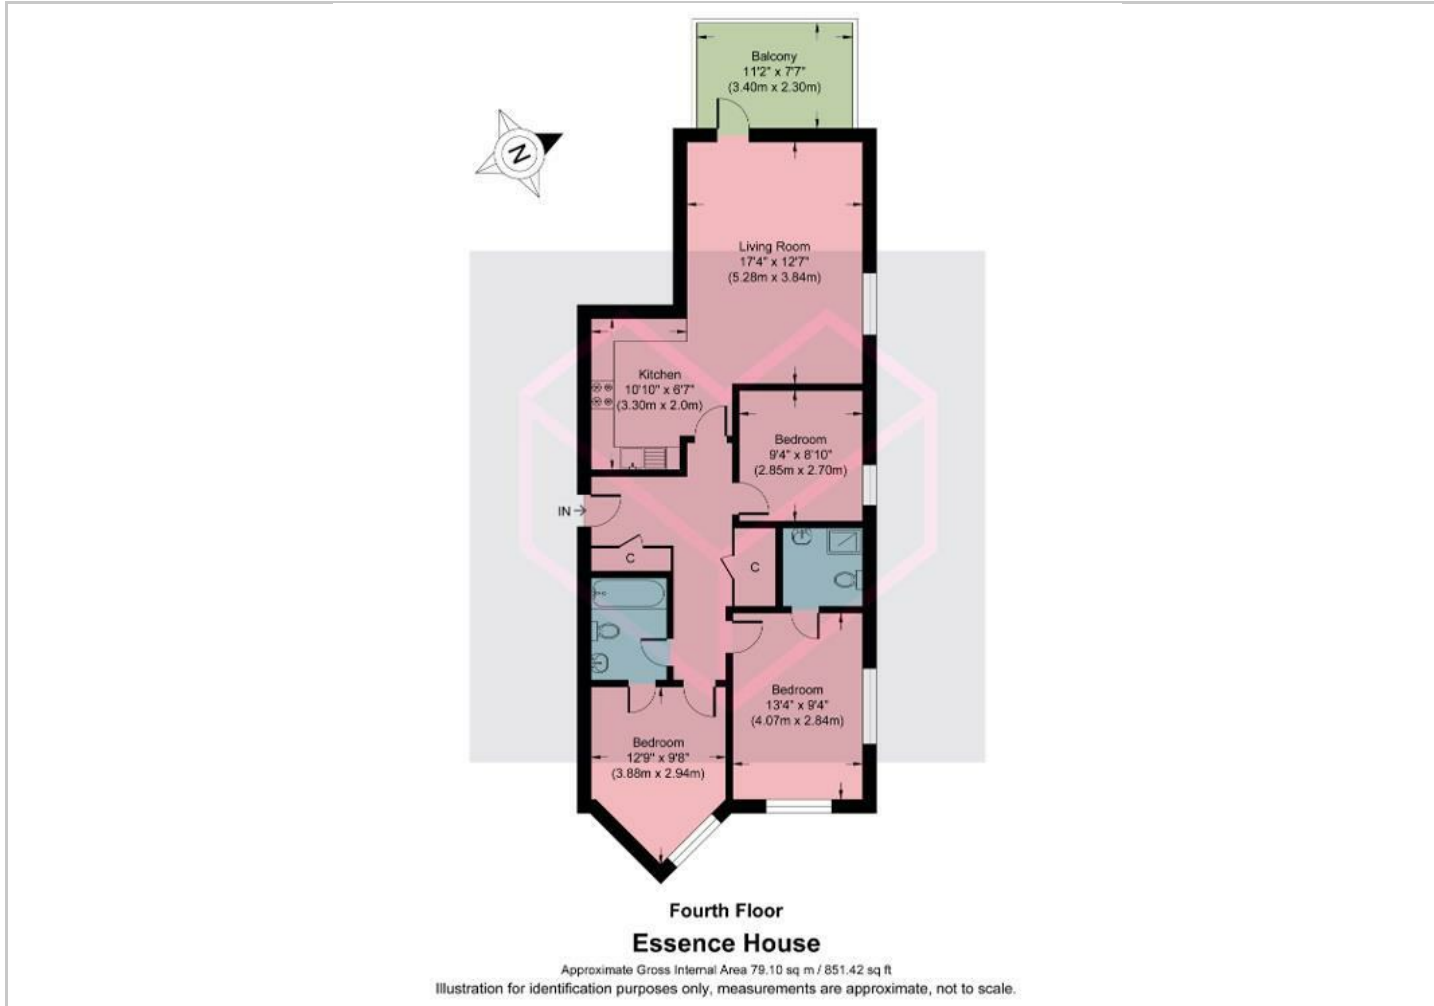 Balcony
11'2" x 7'7"
(3.40m x 2.30m)
N
Living Room
17'4" x 12'7"
(5.28m x 3.84m)
Kitchen
10'10" x 6'7"
(3.30m x 2.0m)
Bedroom
9'4" x 8'10"
(2.85m x 2.70m)
IN
C
C
Bedroom
13'4" x 9'4"
(4.07m x 2.84m)
Bedroom
12'9" x 9'8"
(3.88m x 2.94m)
Fourth Floor
Essence House
Approximate Gross Internal Area 79.10 sq m / 851.42 sq ft
Illustration for identification purposes only, measurements are approximate, not to scale.